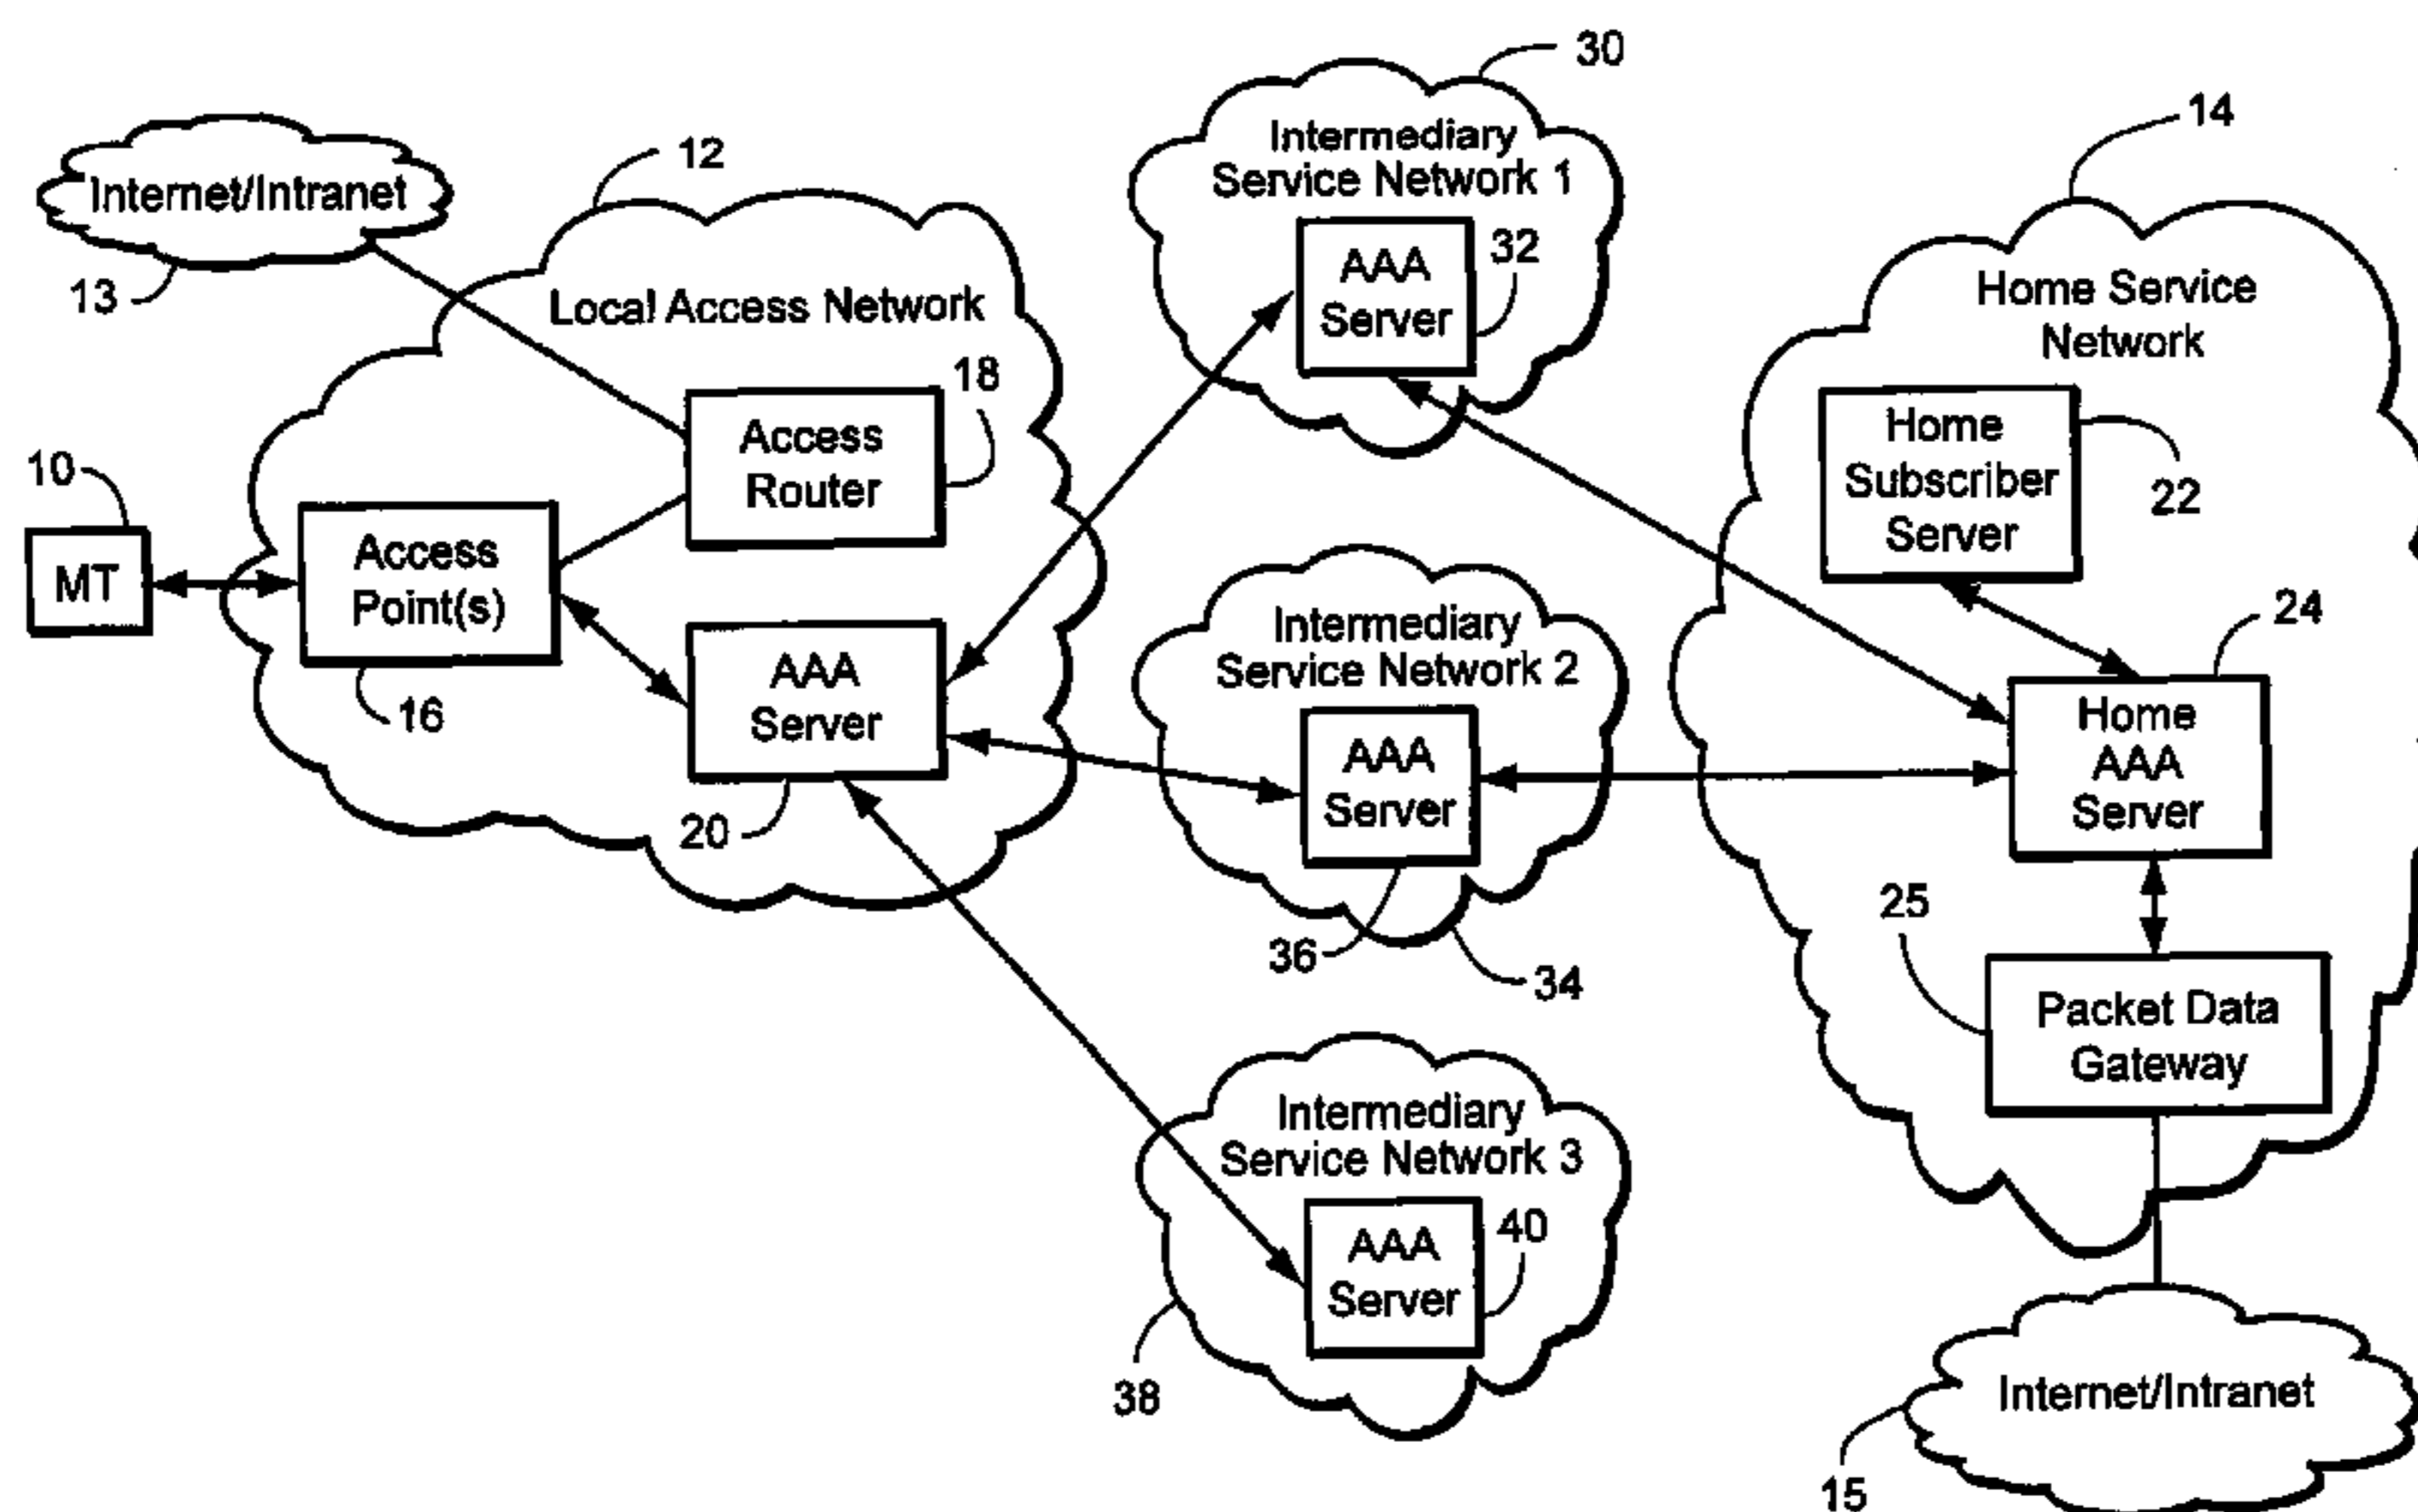 30
Intermediary
Service Network 1
AAA
Server
32
14
Home Service
Network
Home
Subscriber
Server
22
24
Home
AAA
Server
25
Packet Data
Gateway
Internet/Intranet
15
Internet/Intranet
13
12
Local Access Network
18
Access
Router
10
MT
Access
Point(s)
16
AAA
Server
20
Intermediary
Service Network 2
AAA
Server
36
34
Intermediary
Service Network 3
AAA
Server
40
38